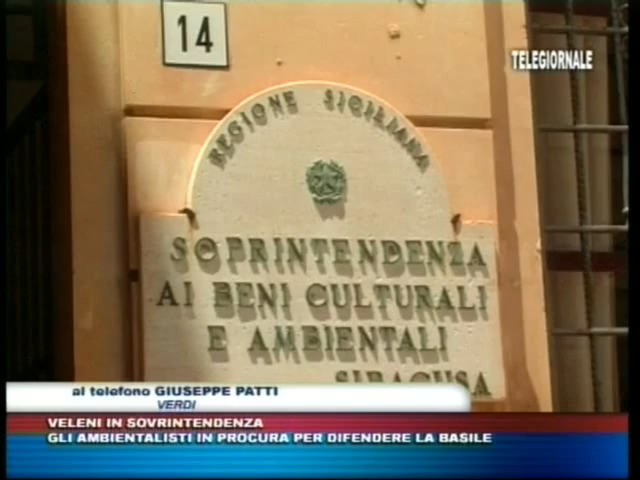 14
TELEGIORNALE
REGIONE SICILIANA
SOPRINTENDENZA
AI BENI CULTURALI
E AMBIENTALI
SIRACUSA
al telefono GIUSEPPE PATTI
VERDI
VELENI IN SOVRINTENDENZA
GLI AMBIENTALISTI IN PROCURA PER DIFENDERE LA BASILE